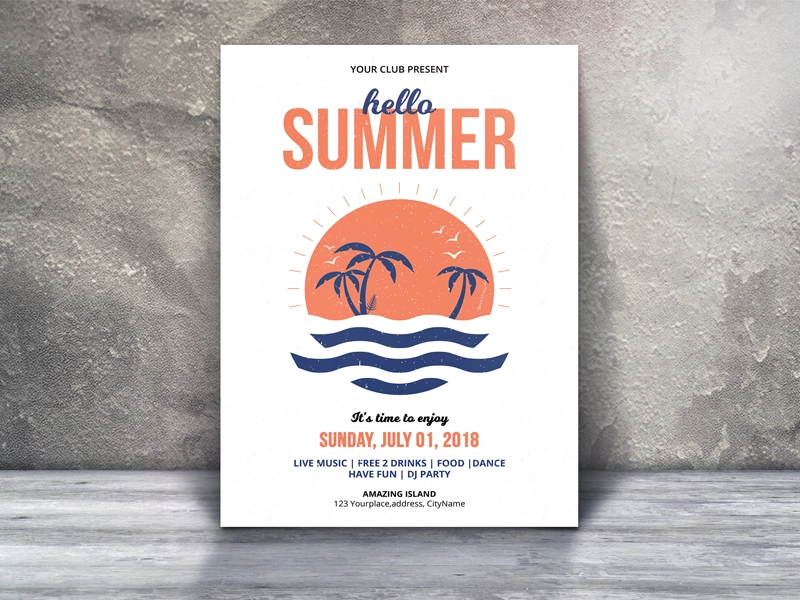 YOUR CLUB PRESENT
hello
SUMMER
It's time to enjoy
SUNDAY, JULY 01, 2018
LIVE MUSIC | FREE 2 DRINKS | FOOD |DANCE
HAVE FUN | DJ PARTY
AMAZING ISLAND
123 Yourplace,address, CityName